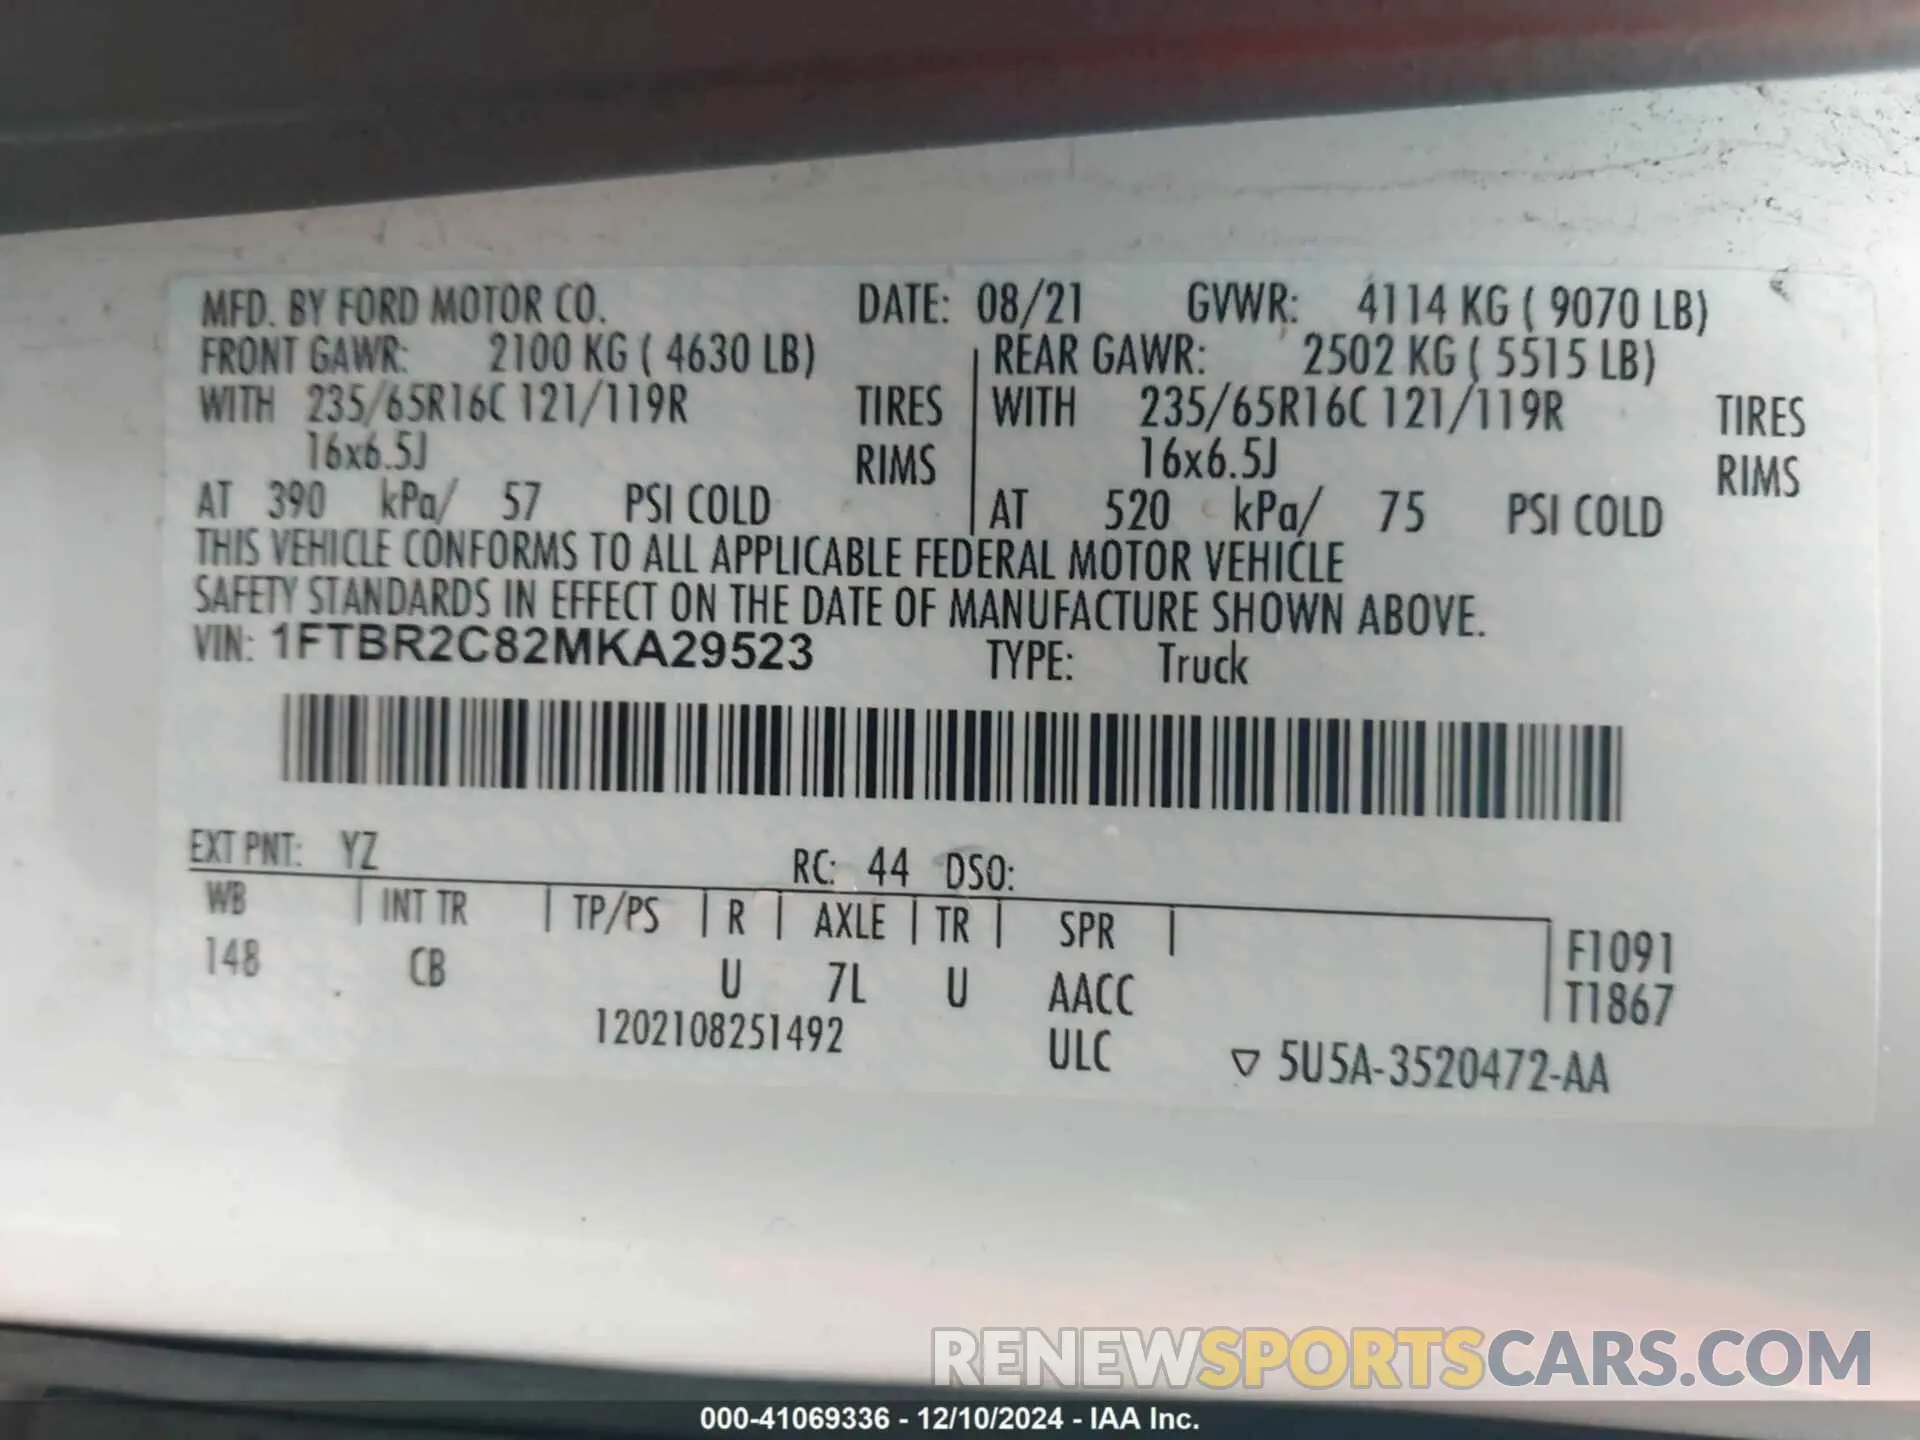 MFD. BY FORD MOTOR CO. DATE: 08/21 GVWR: 4114 KG ( 9070 LB)
FRONT GAWR: 2100 KG ( 4630 LB) REAR GAWR: 2502 KG ( 5515 LB)
WITH 235/65R16C 121/119R TIRES WITH 235/65R16C 121/119R TIRES
16x6.5J RIMS 16x6.5J RIMS
AT 390 kPa/ 57 PSI COLD AT 520 kPa/ 75 PSI COLD
THIS VEHICLE CONFORMS TO ALL APPLICABLE FEDERAL MOTOR VEHICLE
SAFETY STANDARDS IN EFFECT ON THE DATE OF MANUFACTURE SHOWN ABOVE.
VIN: 1FTBR2C82MKA29523 TYPE: Truck
EXT PNT: YZ RC: 44 DSO:
WB INT TR TP/PS R AXLE TR SPR F1091
148 CB U 7L U AACC T1867
1202108251492 ULC ▽ 5U5A-3520472-AA
RENEWSPORTSCARS.COM
000-41069336 - 12/10/2024 - IAA Inc.